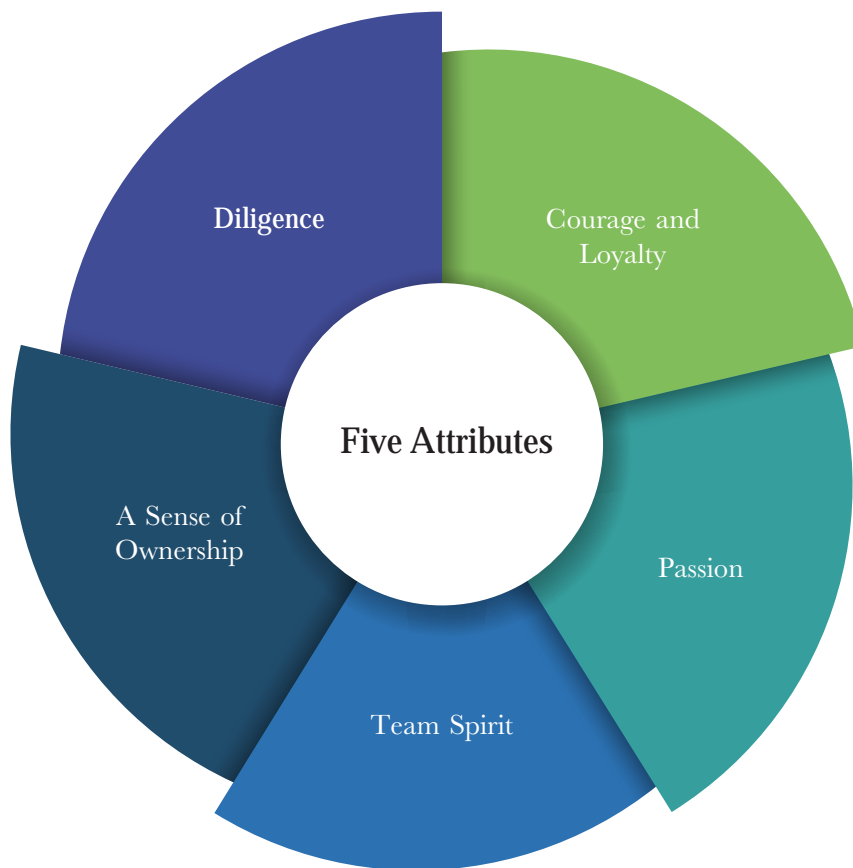 Diligence
Courage and
Loyalty
Five Attributes
A Sense of
Ownership
Passion
Team Spirit